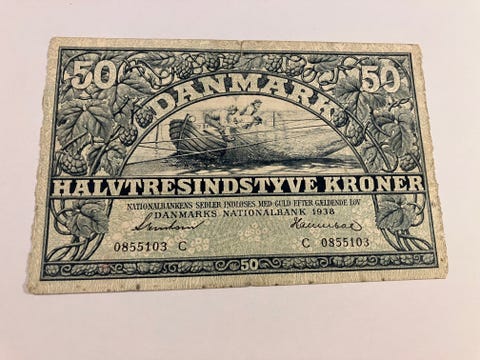 50 50
DANMARK
HALVTRESINDSTYVE KRONER
NATIONALBANKENS SEDLER INDLØSES MED GULD EFTER GÆLDENDE LOV
DANMARKS NATIONALBANK 1938
0855103 C C 0855103
50